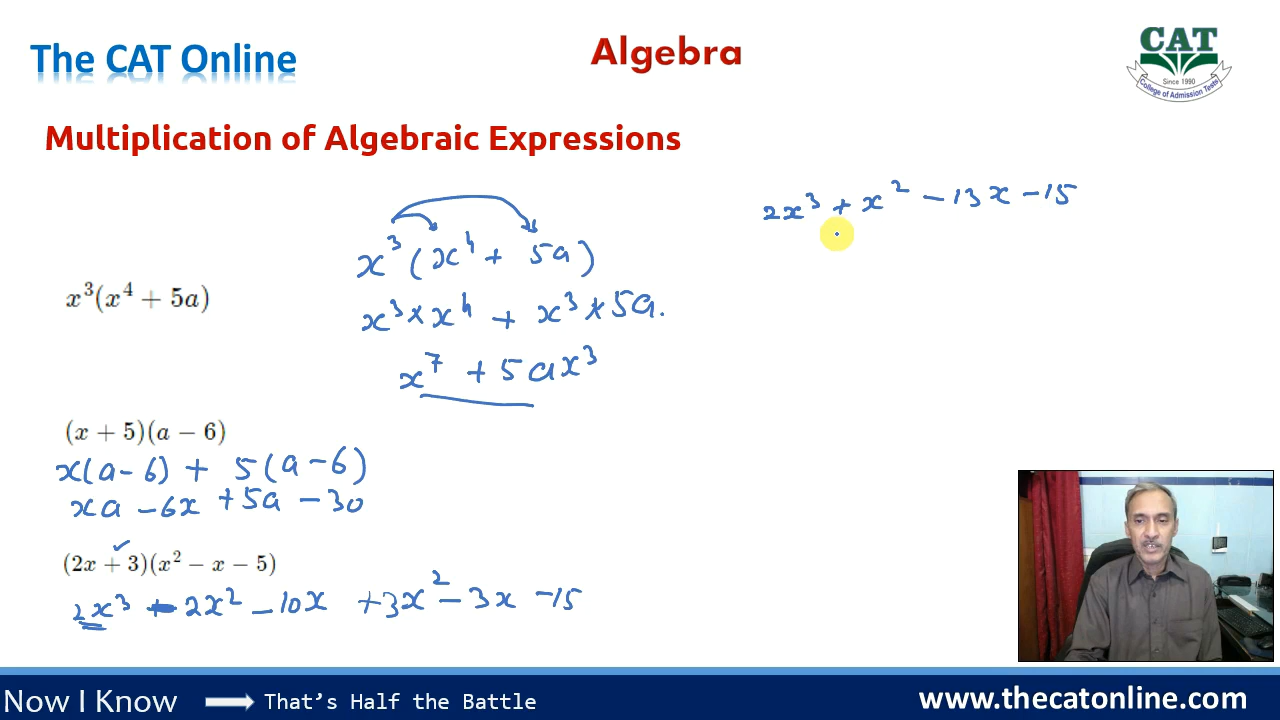 The CAT Online
Algebra
CAT
Since 1990
College of Admission Tests
Multiplication of Algebraic Expressions
2x³ + x² - 13x - 15
x³(x⁴ + 5a)
x³(x⁴ + 5a)
x³ × x⁴ + x³ × 5a.
x⁷ + 5ax³
(x + 5)(a − 6)
x(a - 6) + 5(a - 6)
xa - 6x + 5a - 30
(2x + 3)(x² − x − 5)
2x³ - 2x² - 10x + 3x² - 3x - 15
Now I Know
That's Half the Battle
www.thecatonline.com